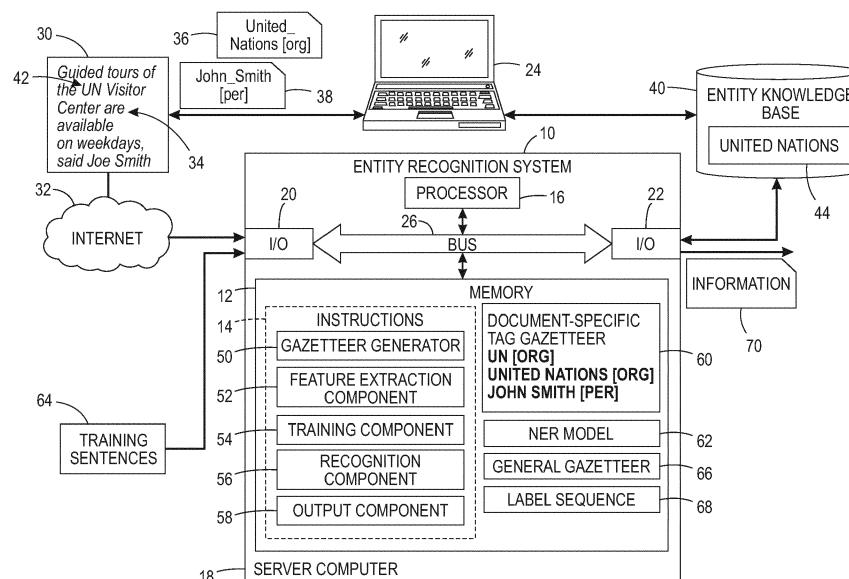 36
United_
Nations [org]
30
42
Guided tours of
the UN Visitor
Center are
available
on weekdays,
said Joe Smith
34
John_Smith
[per]
38
24
40
ENTITY KNOWLEDGE
BASE
UNITED NATIONS
44
10
ENTITY RECOGNITION SYSTEM
PROCESSOR
16
32
INTERNET
20
I/O
26
BUS
22
I/O
INFORMATION
70
12
MEMORY
14
INSTRUCTIONS
50
GAZETTEER GENERATOR
52
FEATURE EXTRACTION
COMPONENT
54
TRAINING COMPONENT
56
RECOGNITION
COMPONENT
58
OUTPUT COMPONENT
DOCUMENT-SPECIFIC
TAG GAZETTEER
UN [ORG]
UNITED NATIONS [ORG]
JOHN SMITH [PER]
60
NER MODEL
62
GENERAL GAZETTEER
66
LABEL SEQUENCE
68
64
TRAINING
SENTENCES
18
SERVER COMPUTER